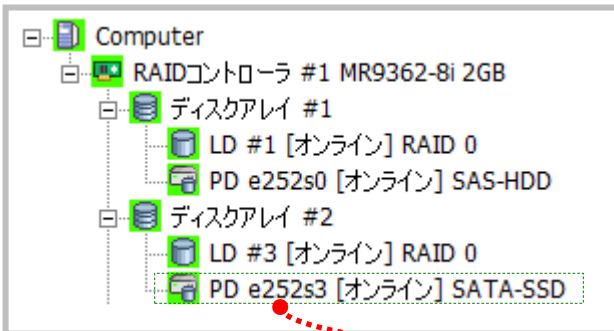 Computer
RAIDコントローラ #1 MR9362-8i 2GB
ディスクアレイ #1
LD #1 [オンライン] RAID 0
PD e252s0 [オンライン] SAS-HDD
ディスクアレイ #2
LD #3 [オンライン] RAID 0
PD e252s3 [オンライン] SATA-SSD